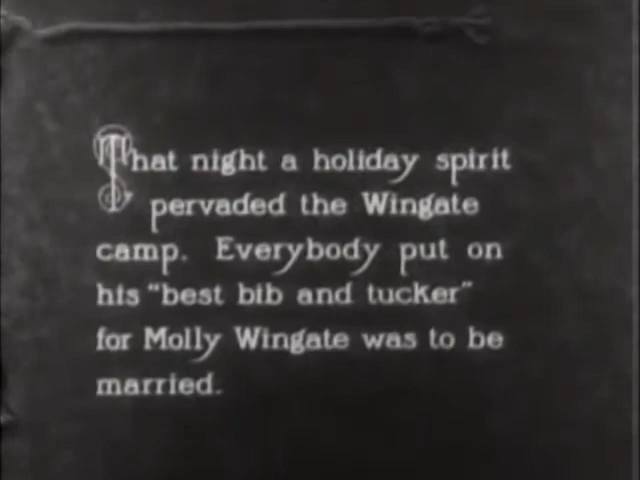 That night a holiday spirit
pervaded the Wingate
camp. Everybody put on
his "best bib and tucker"
for Molly Wingate was to be
married.